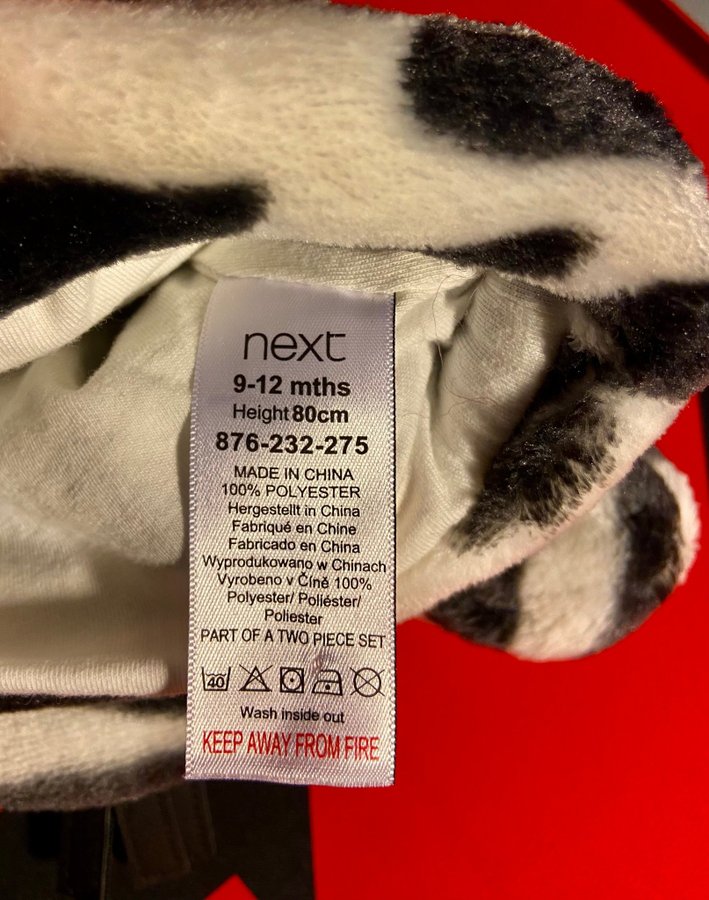 next
9-12 mths
Height 80cm
876-232-275
MADE IN CHINA
100% POLYESTER
Hergestellt in China
Fabriqué en Chine
Fabricado en China
Wyprodukowano w Chinach
Vyrobeno v Číně 100%
Polyester/ Poliéster/
Poliester
PART OF A TWO PIECE SET
40
Wash inside out
KEEP AWAY FROM FIRE